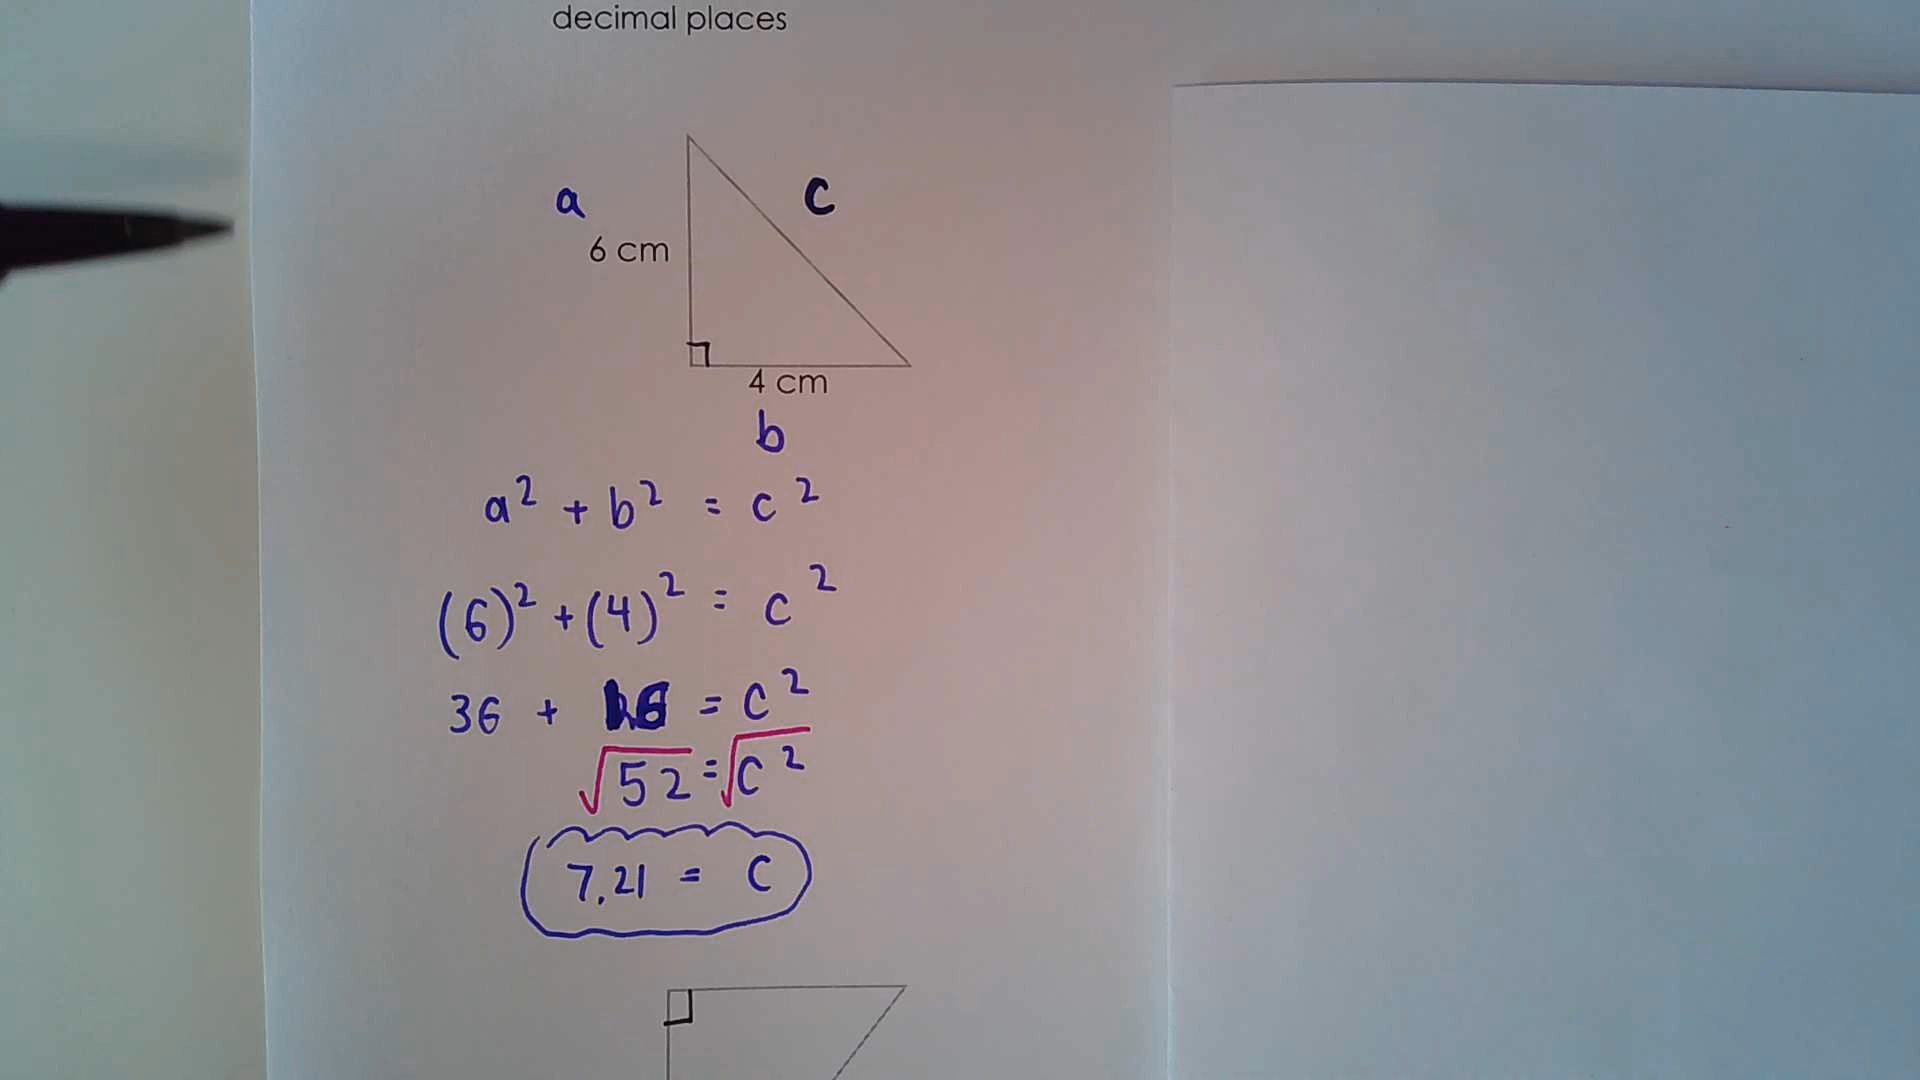 decimal places
a
c
6 cm
4 cm
b
a² + b² = c²
(6)² + (4)² = c²
36 + 16 = c²
√52 = √c²
7.21 = c